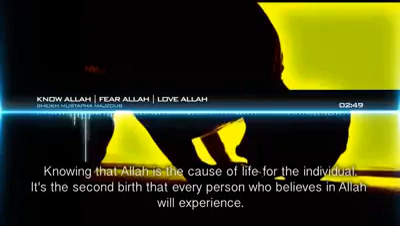 KNOW ALLAH | FEAR ALLAH | LOVE ALLAH
SHEIKH MUSTAPHA MAJZOUB
02:49
Knowing that Allah is the cause of life for the individual.
It's the second birth that every person who believes in Allah
will experience.